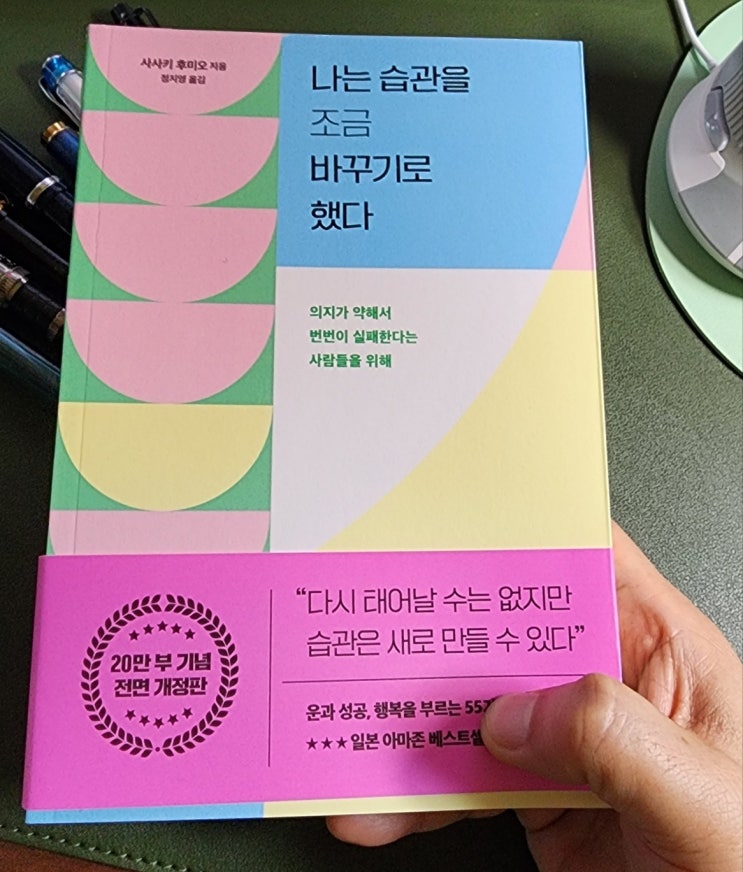 사사키 후미오 지음
정지영 옮김
나는 습관을
조금
바꾸기로
했다
의지가 약해서
번번이 실패한다는
사람들을 위해
20만 부 기념
전면 개정판
“다시 태어날 수는 없지만
습관은 새로 만들 수 있다”
운과 성공, 행복을 부르는 55
★★★일본 아마존 베스트셀